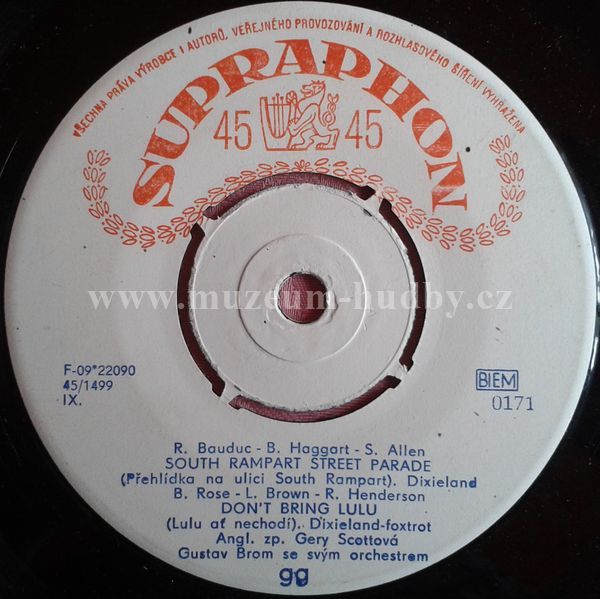 VŠECHNA PRÁVA VÝROBCE I AUTORŮ, VEŘEJNÉHO PROVOZOVÁNÍ A ROZHLASOVÉHO ŠÍŘENÍ VYHRAŽENA
SUPRAPHON
45 45
www.muzeum-hudby.cz
F-09*22090
45/1499
IX.
BIEM
0171
R. Bauduc - B. Haggart - S. Allen
SOUTH RAMPART STREET PARADE
(Přehlídka na ulici South Rampart). Dixieland
B. Rose - L. Brown - R. Henderson
DON'T BRING LULU
(Lulu ať nechodí). Dixieland-foxtrot
Angl. zp. Gery Scottová
Gustav Brom se svým orchestrem
gg